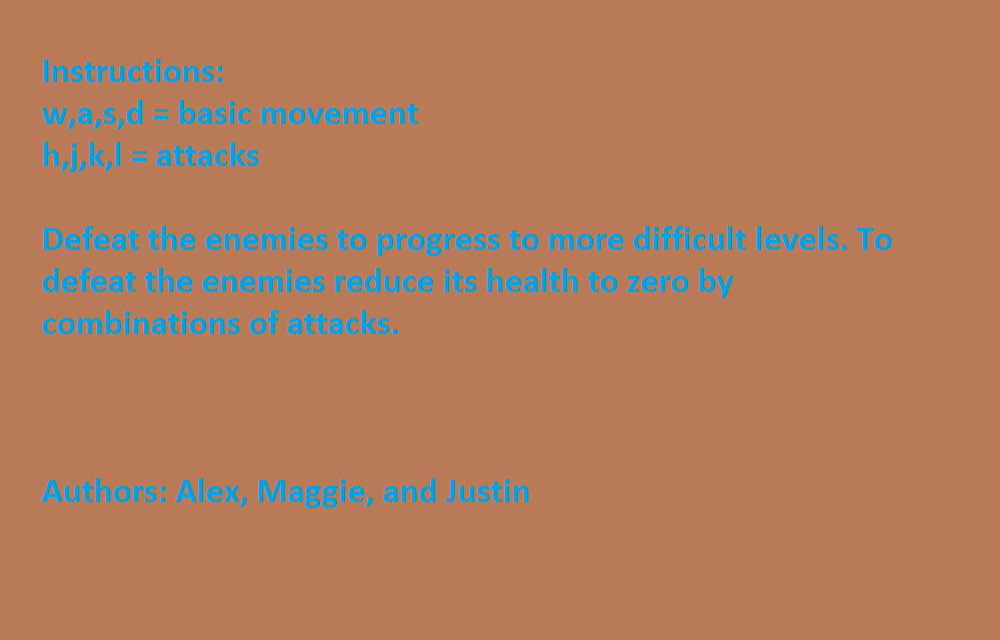 Instructions:
w,a,s,d = basic movement
h,j,k,l = attacks
Defeat the enemies to progress to more difficult levels. To
defeat the enemies reduce its health to zero by
combinations of attacks.
Authors: Alex, Maggie, and Justin